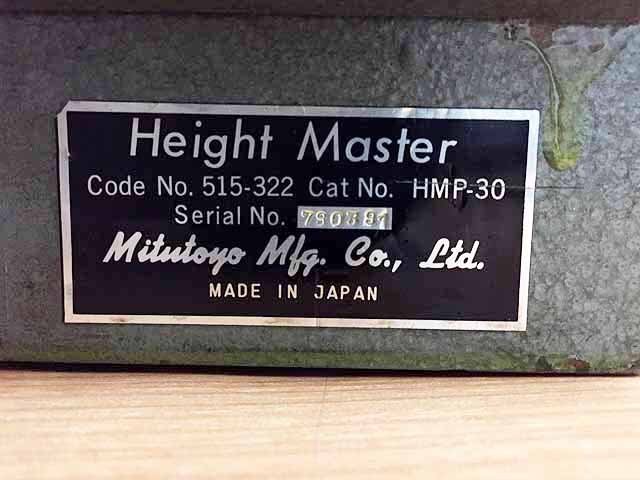 Height Master
Code No. 515-322 Cat No. HMP-30
Serial No.
Mitutoyo Mfg. Co., Ltd.
MADE IN JAPAN